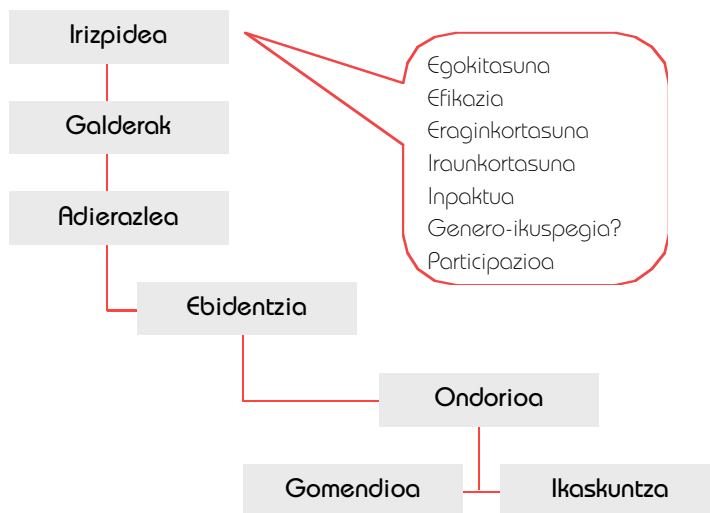 Irizpidea
Egokitasuna
Efikazia
Eraginkortasuna
Iraunkortasuna
Inpaktua
Genero-ikuspegia?
Participazioa
Galderak
Adierazlea
Ebidentzia
Ondorioa
Gomendioa
Ikaskuntza